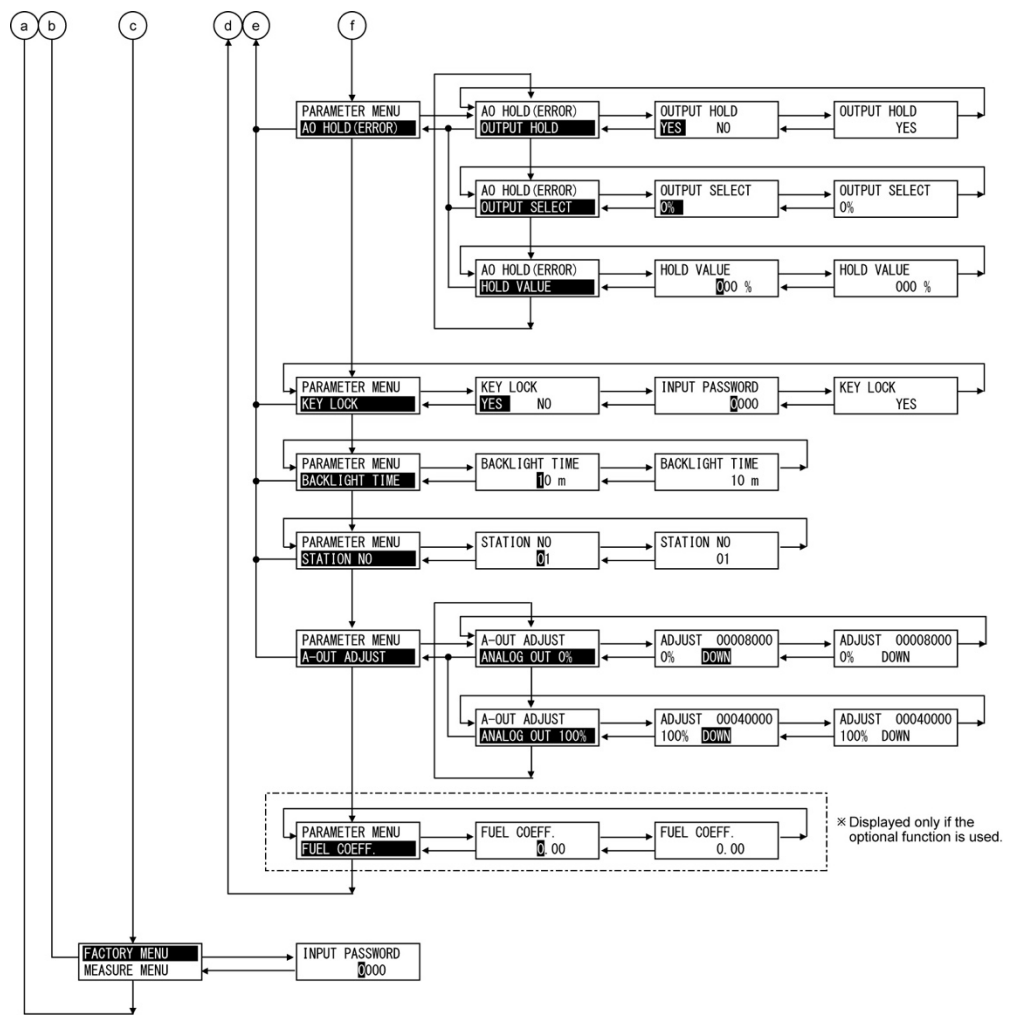 a b c d e f
PARAMETER MENU
AO HOLD(ERROR)
AO HOLD(ERROR)
OUTPUT HOLD
OUTPUT HOLD
YES NO
OUTPUT HOLD
YES
AO HOLD(ERROR)
OUTPUT SELECT
OUTPUT SELECT
0%
OUTPUT SELECT
0%
AO HOLD(ERROR)
HOLD VALUE
HOLD VALUE
000 %
HOLD VALUE
000 %
PARAMETER MENU
KEY LOCK
KEY LOCK
YES NO
INPUT PASSWORD
0000
KEY LOCK
YES
PARAMETER MENU
BACKLIGHT TIME
BACKLIGHT TIME
10 m
BACKLIGHT TIME
10 m
PARAMETER MENU
STATION NO
STATION NO
01
STATION NO
01
PARAMETER MENU
A-OUT ADJUST
A-OUT ADJUST
ANALOG OUT 0%
ADJUST 00008000
0% DOWN
ADJUST 00008000
0% DOWN
A-OUT ADJUST
ANALOG OUT 100%
ADJUST 00040000
100% DOWN
ADJUST 00040000
100% DOWN
PARAMETER MENU
FUEL COEFF.
FUEL COEFF.
0.00
FUEL COEFF.
0.00
※ Displayed only if the
optional function is used.
FACTORY MENU
MEASURE MENU
INPUT PASSWORD
0000